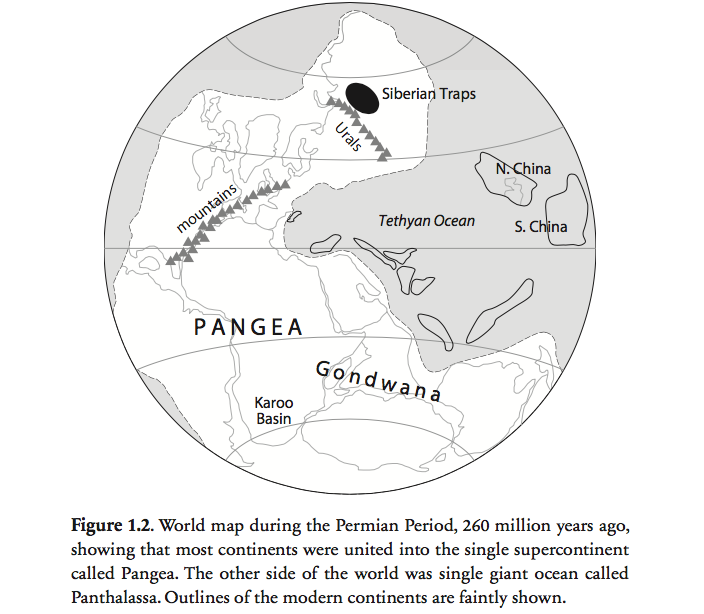 Siberian Traps
Urals
N. China
mountains
Tethyan Ocean
S. China
PANGEA
Gondwana
Karoo
Basin
Figure 1.2. World map during the Permian Period, 260 million years ago,
showing that most continents were united into the single supercontinent
called Pangea. The other side of the world was single giant ocean called
Panthalassa. Outlines of the modern continents are faintly shown.